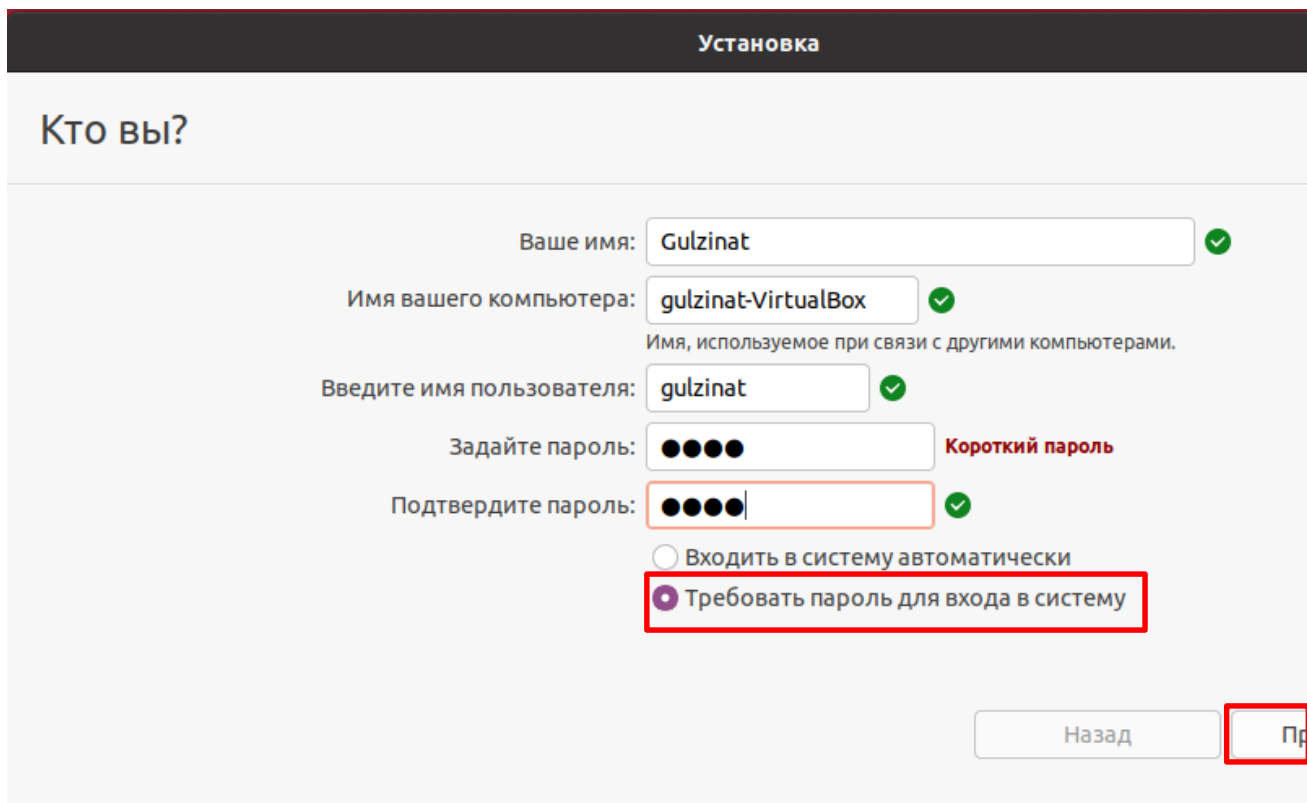 Установка
Кто вы?
Ваше имя: Gulzinat
Имя вашего компьютера: gulzinat-VirtualBox
Имя, используемое при связи с другими компьютерами.
Введите имя пользователя: gulzinat
Задайте пароль: ●●●● Короткий пароль
Подтвердите пароль: ●●●●
Входить в систему автоматически
Требовать пароль для входа в систему
Назад Пр